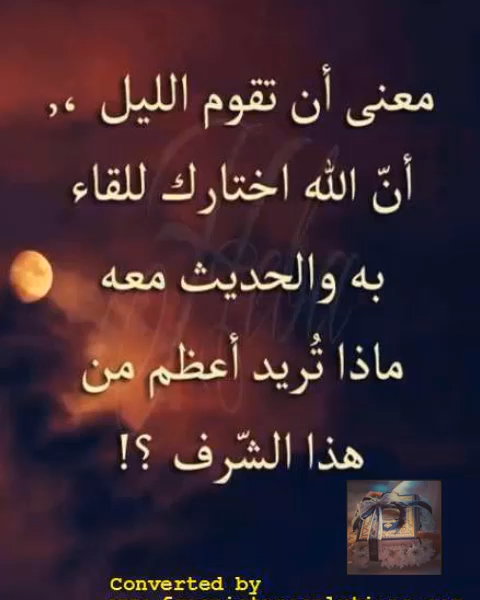 معنى أن تقوم الليل ،,
أنّ الله اختارك للقاء
به والحديث معه
ماذا تُريد أعظم من
هذا الشّرف ؟!
Converted by